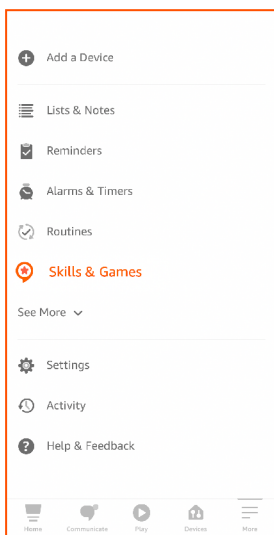 Add a Device
Lists & Notes
Reminders
Alarms & Timers
Routines
Skills & Games
See More
Settings
Activity
Help & Feedback
Home Communicate Play Devices More